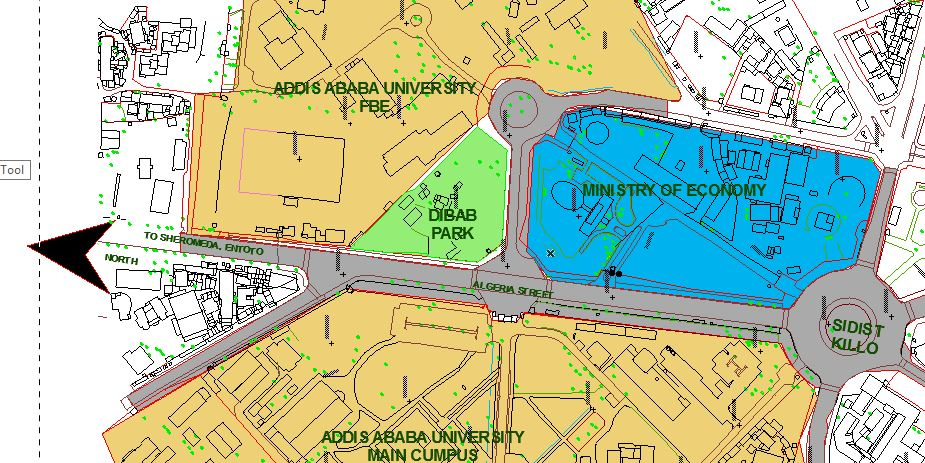 ADDIS ABABA UNIVERSITY
FBE
Tool
MINISTRY OF ECONOMY
DIBAB
PARK
TO SHEROMEDA, ENTOTO
NORTH
ALGERIA STREET
SIDIST
KILLO
ADDIS ABABA UNIVERSITY
MAIN CUMPUS